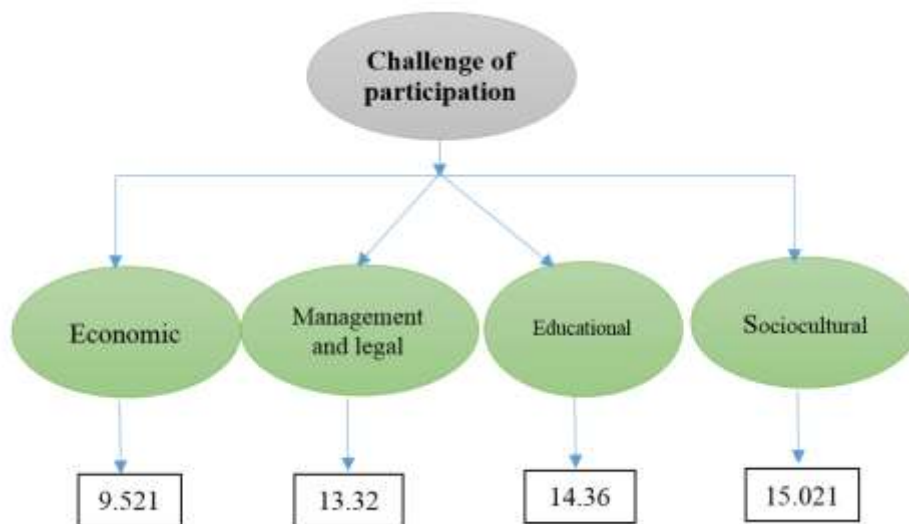 Challenge of
participation
Economic
Management
and legal
Educational
Sociocultural
9.521
13.32
14.36
15.021